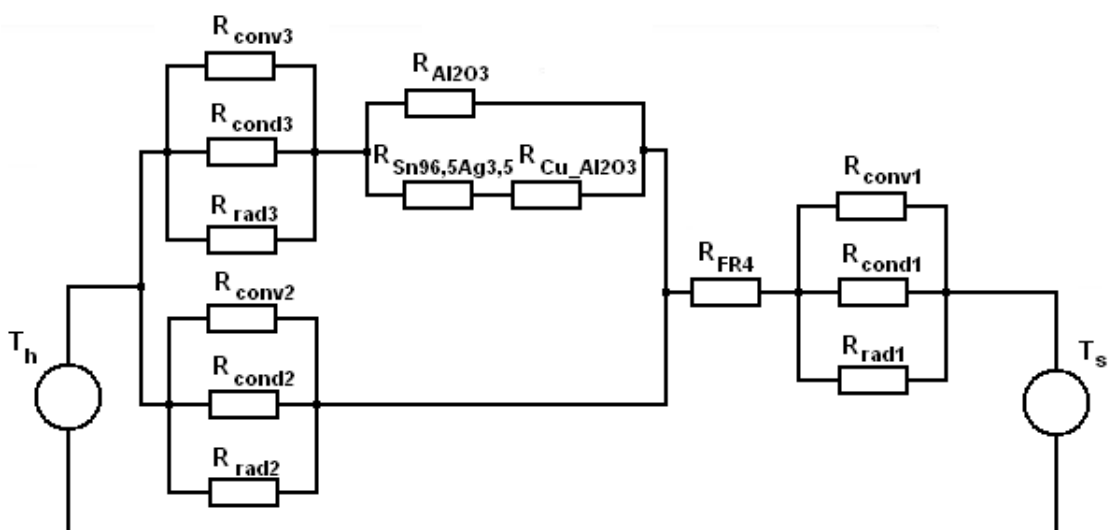 R conv3
R Al2O3
R cond3
R Sn96,5Ag3,5
R Cu_Al2O3
R rad3
R conv1
R FR4
R cond1
R conv2
T h
R rad1
T s
R cond2
R rad2